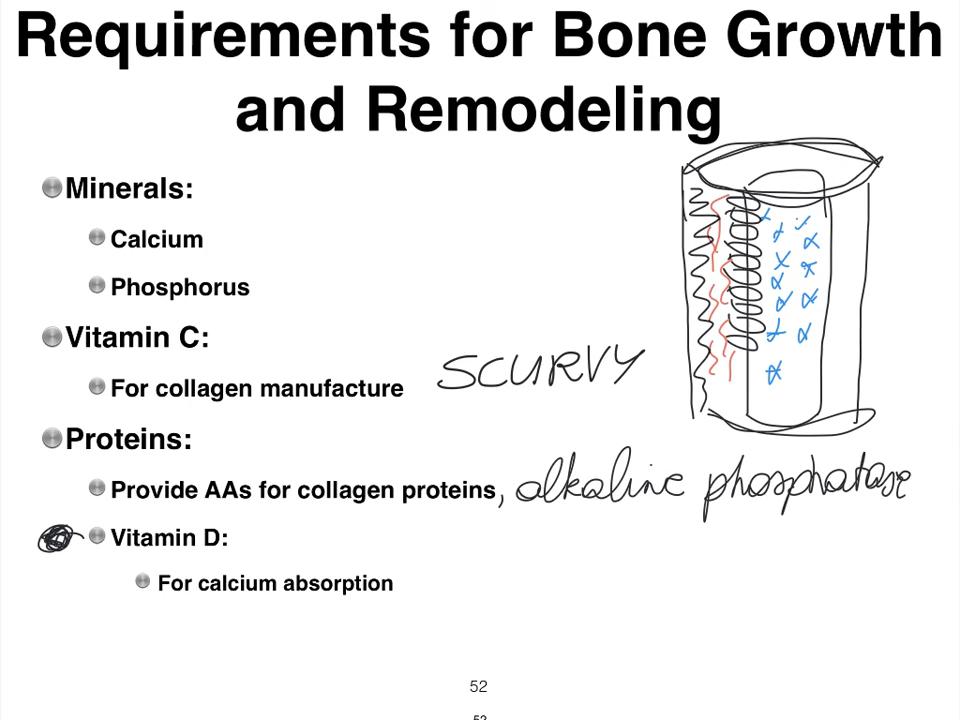 Requirements for Bone Growth
and Remodeling
Minerals:
Calcium
Phosphorus
Vitamin C:
For collagen manufacture
SCURVY
Proteins:
Provide AAs for collagen proteins, alkaline phosphatase
Vitamin D:
For calcium absorption
52
52